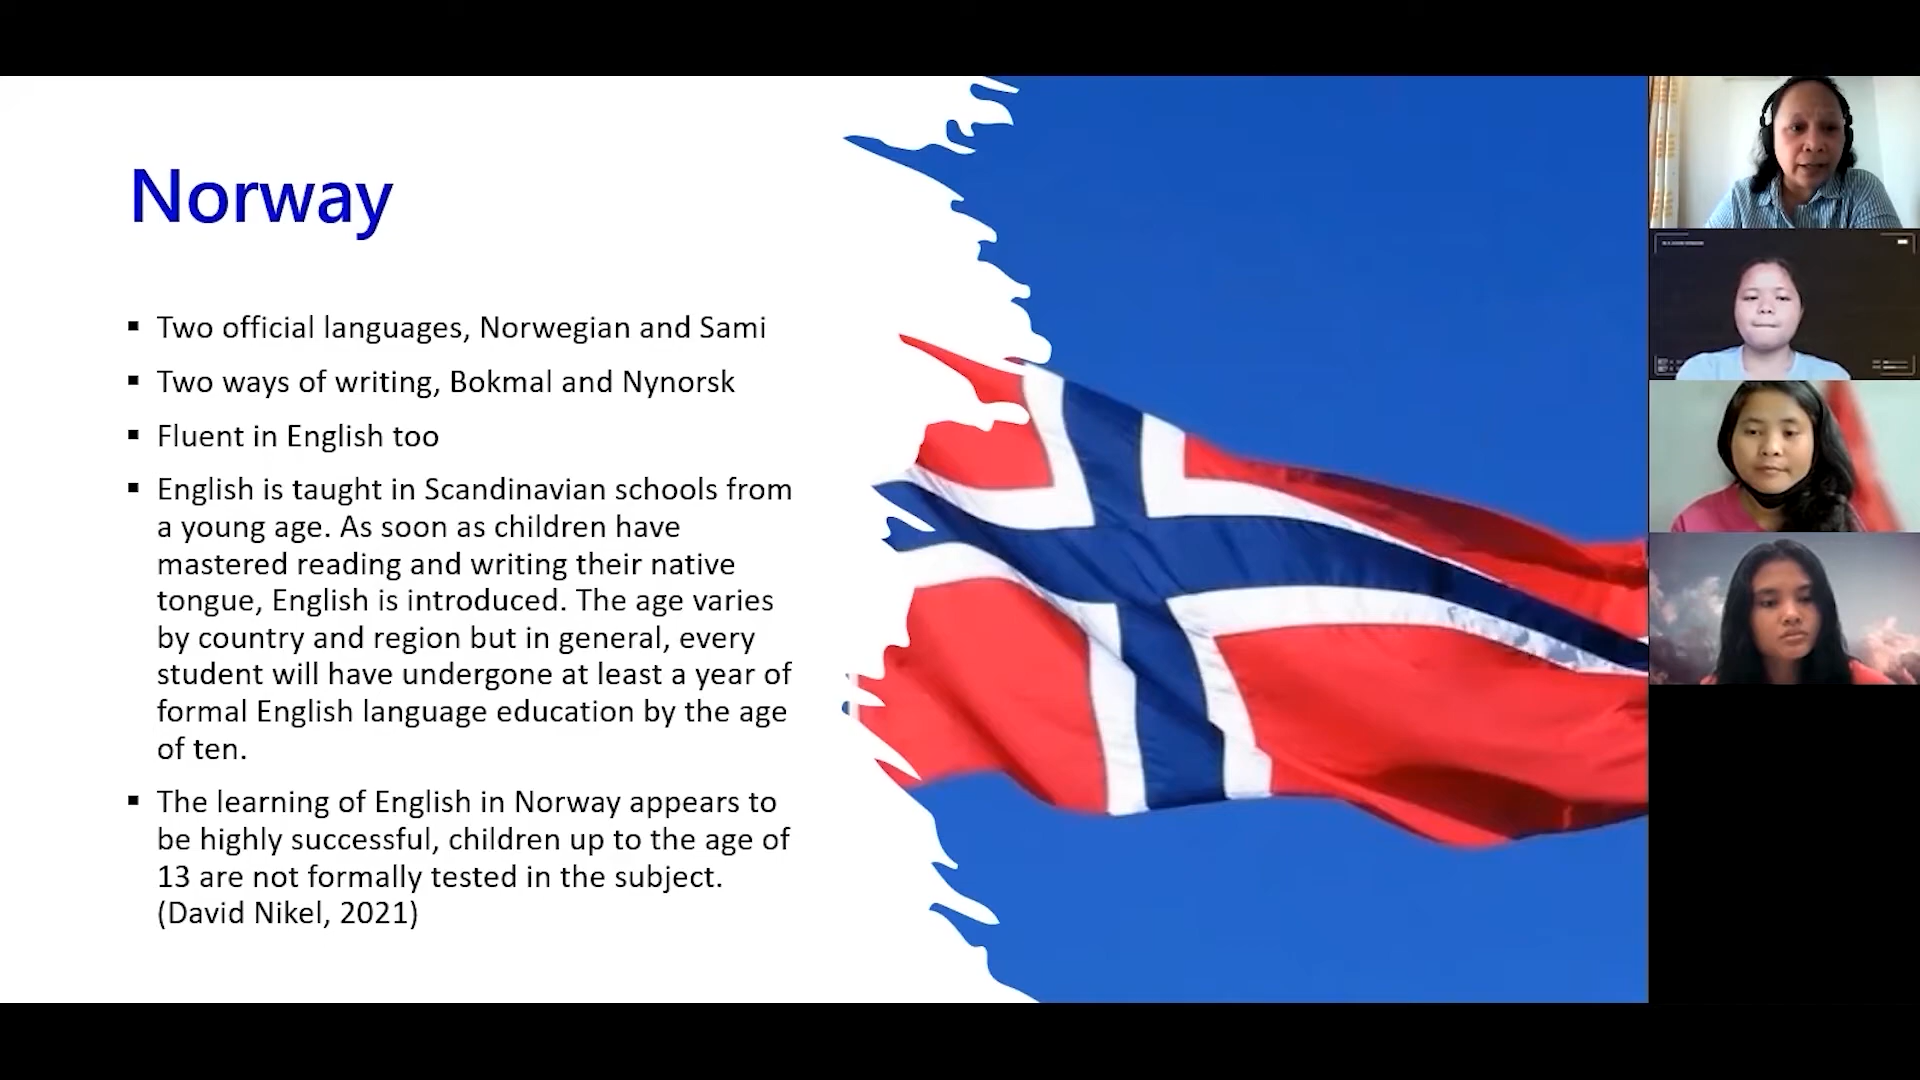 Norway
▪ Two official languages, Norwegian and Sami
▪ Two ways of writing, Bokmal and Nynorsk
▪ Fluent in English too
▪ English is taught in Scandinavian schools from
a young age. As soon as children have
mastered reading and writing their native
tongue, English is introduced. The age varies
by country and region but in general, every
student will have undergone at least a year of
formal English language education by the age
of ten.
▪ The learning of English in Norway appears to
be highly successful, children up to the age of
13 are not formally tested in the subject.
(David Nikel, 2021)